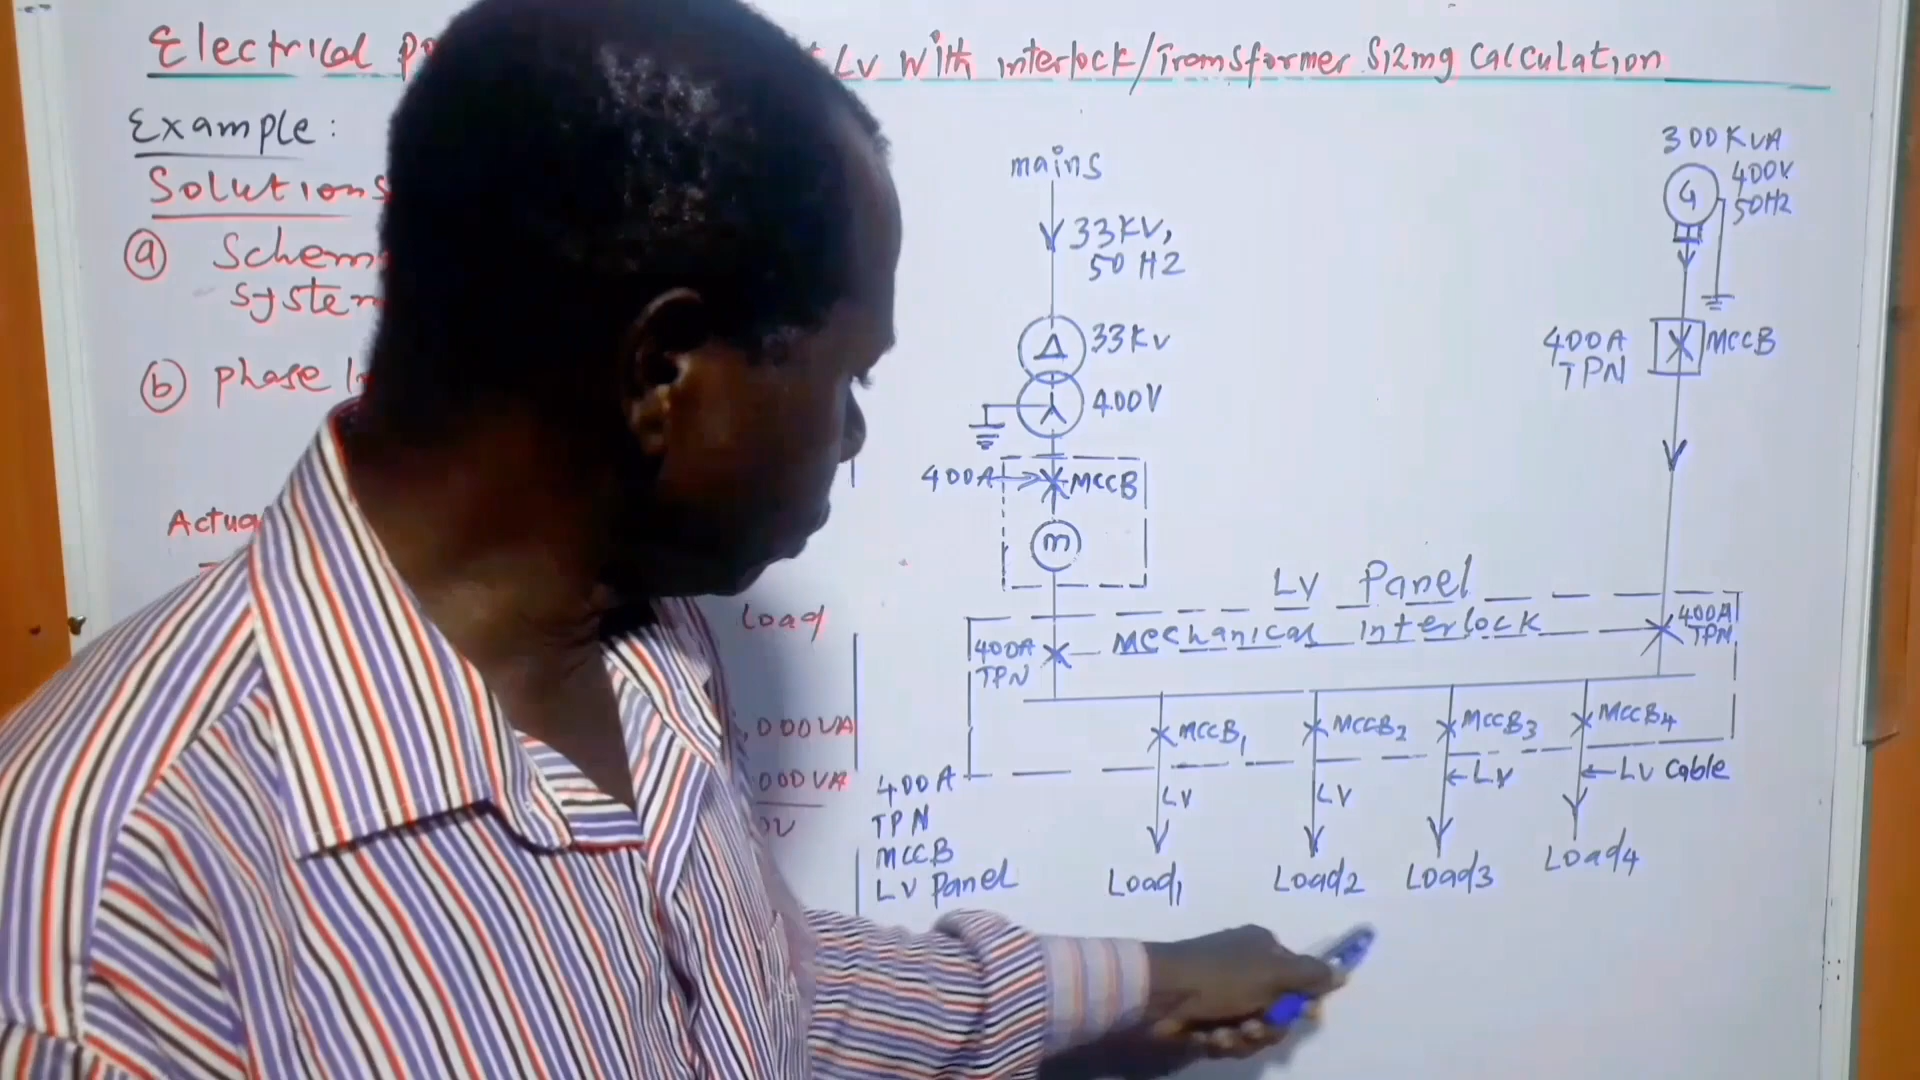 Electrical
LV With interlock/Transformer Sizing Calculation
Example:
Solutions
(a)
system
(b) phase
Load
,000VA
000VA
mains
33KV,
50 HZ
Δ 33KV
400V
400A MCCB
m
300KVA
G 400V
50HZ
400A
TPN
MCCB
LV Panel
Mechanical interlock
400A
TPN
400A
TPN
MCCB1 MCCB2 MCCB3 MCCB4
LV LV LV LV Cable
Load1 Load2 Load3 Load4
400A
TPN
MCCB
LV Panel